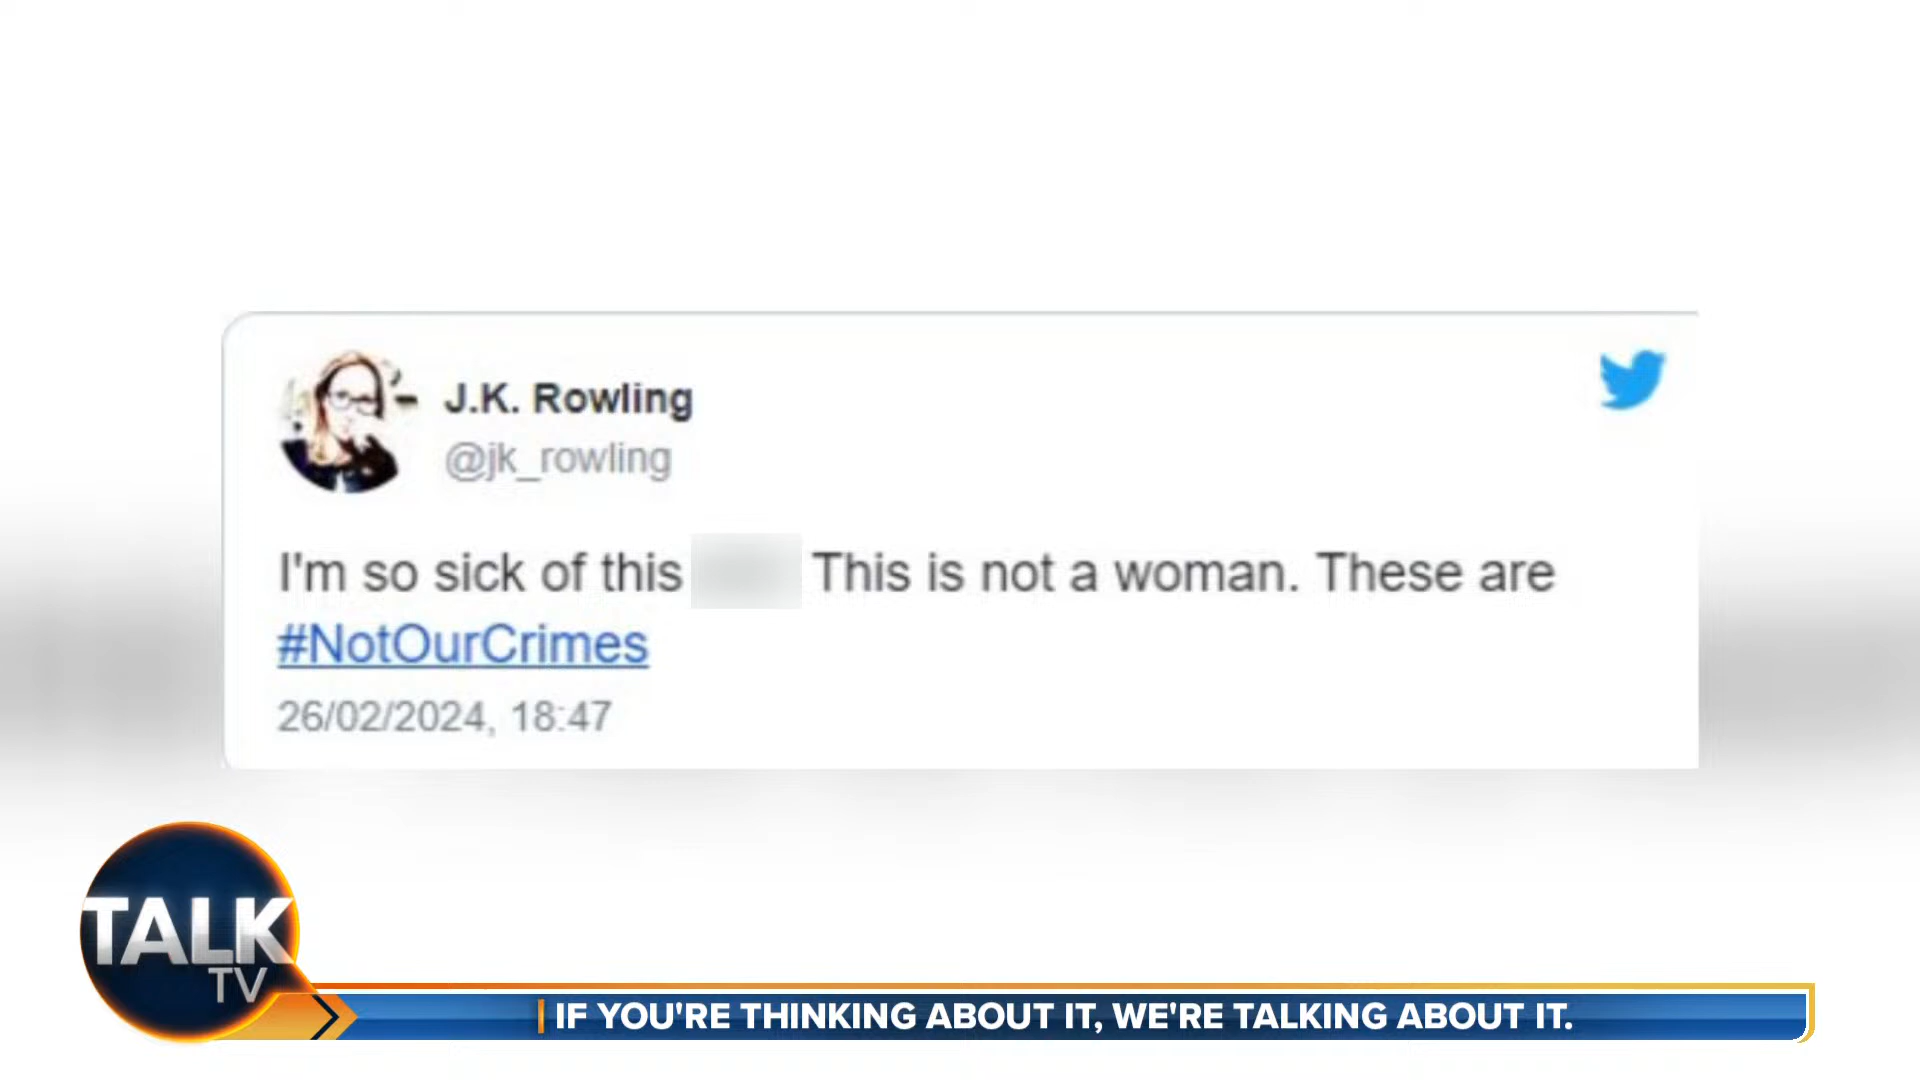 J.K. Rowling
@jk_rowling
I'm so sick of this This is not a woman. These are
#NotOurCrimes
26/02/2024, 18:47
TALK
TV
IF YOU'RE THINKING ABOUT IT, WE'RE TALKING ABOUT IT.